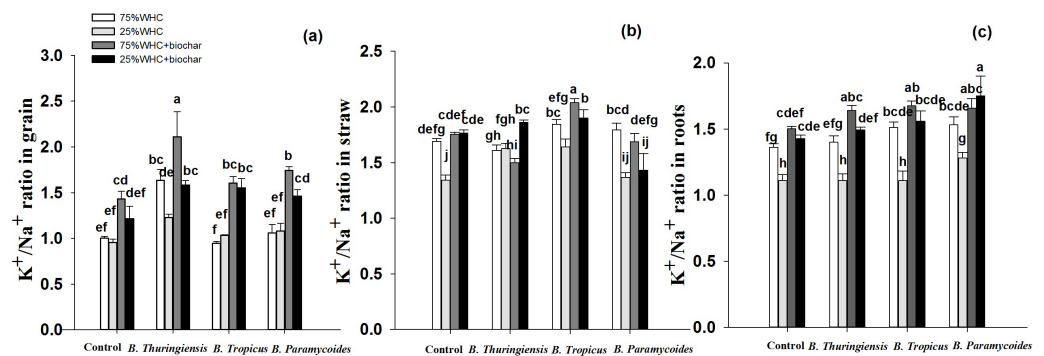 75%WHC
25%WHC
75%WHC+biochar
25%WHC+biochar
(a)
K+/Na+ ratio in grain
3.0
2.5
2.0
1.5
1.0
0.5
0.0
ef
ef
cd
def
bc
de
a
bc
f
ef
bc
bc
ef
ef
b
cd
Control B. Thuringiensis B. Tropicus B. Paramycoides
(b)
K+/Na+ ratio in straw
2.5
2.0
1.5
1.0
0.5
0.0
defg
j
cdef
cde
gh
fgh
hi
bc
bc
efg
a
b
bcd
ij
defg
ij
Control B. Thuringiensis B. Tropicus B. Paramycoides
(c)
K+/Na+ ratio in roots
2.0
1.5
1.0
0.5
0.0
fg
h
cdef
cde
efg
h
abc
def
bcde
h
ab
bcde
bcde
g
abc
a
Control B. Thuringiensis B. Tropicus B. Paramycoides